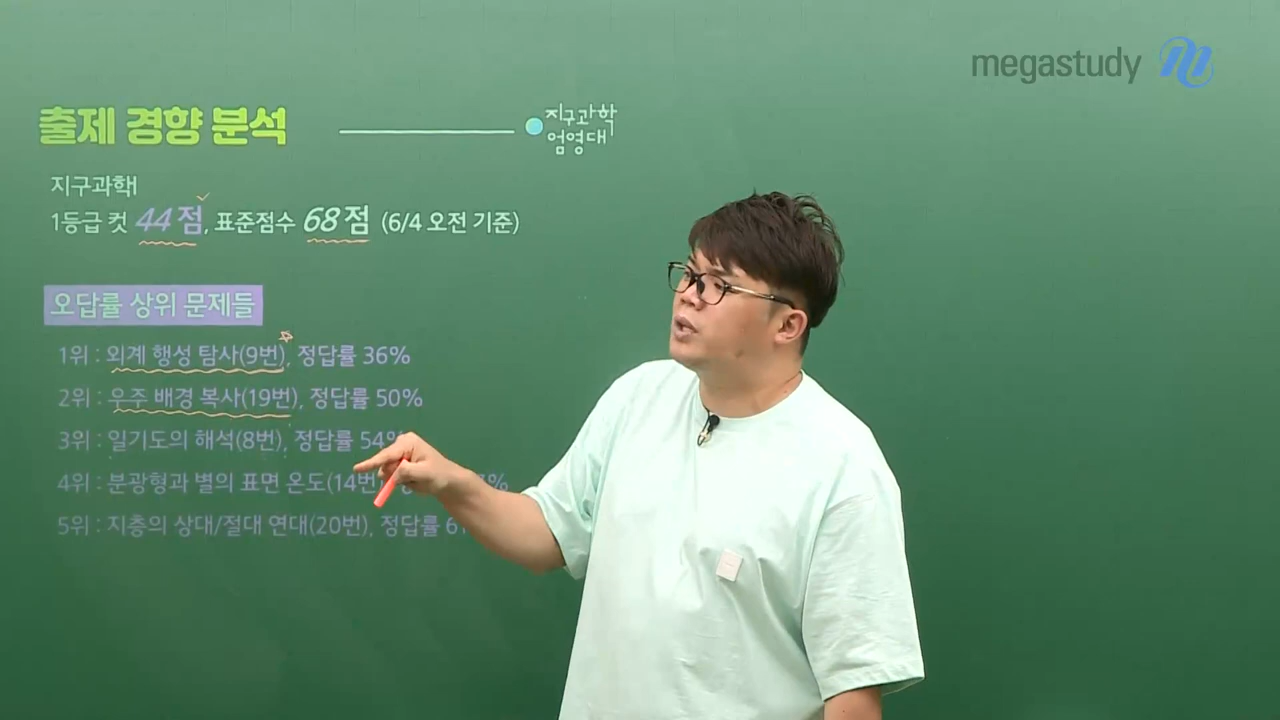 megastudy
출제 경향 분석
지구과학
엄영대
지구과학I
1등급 컷 44점, 표준점수 68점 (6/4 오전 기준)
오답률 상위 문제들
1위 : 외계 행성 탐사(9번), 정답률 36%
2위 : 우주 배경 복사(19번), 정답률 50%
3위 : 일기도의 해석(8번), 정답률 54%
4위 : 분광형과 별의 표면 온도(14번)
5위 : 지층의 상대/절대 연대(20번), 정답률